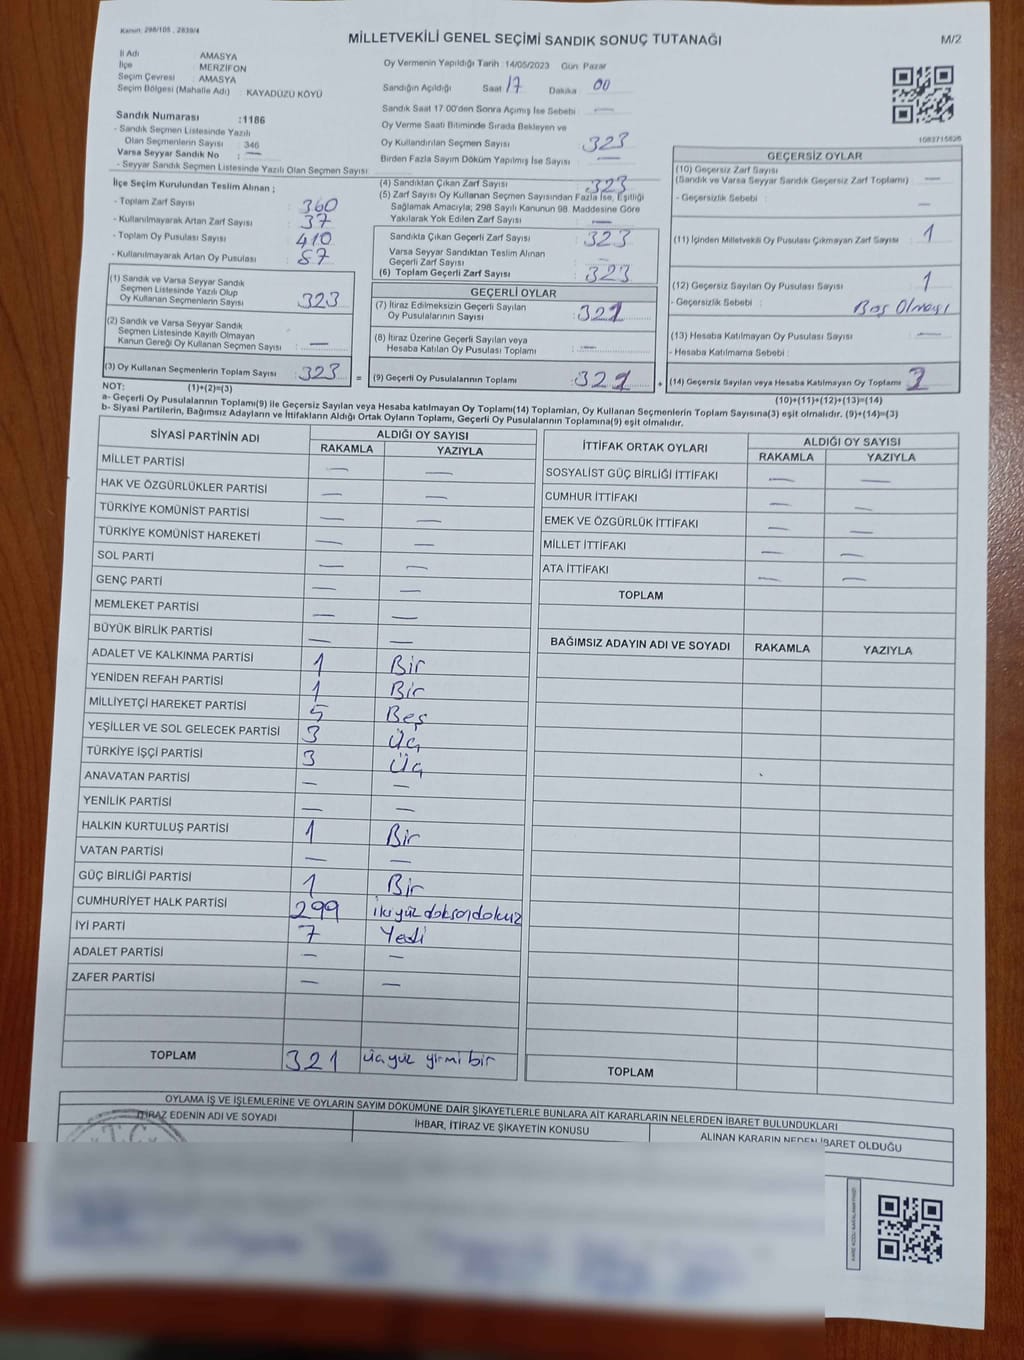 Kanun: 298/105 , 2839/4
MİLLETVEKİLİ GENEL SEÇİMİ SANDIK SONUÇ TUTANAĞI
M/2
İl Adı AMASYA
İlçe MERZİFON
Seçim Çevresi AMASYA
Seçim Bölgesi (Mahalle Adı) : KAYADÜZÜ KÖYÜ
Sandık Numarası :1186
- Sandık Seçmen Listesinde Yazılı
Olan Seçmenlerin Sayısı : 346
Varsa Seyyar Sandık No : —
- Seyyar Sandık Seçmen Listesinde Yazılı Olan Seçmen Sayısı :
İlçe Seçim Kurulundan Teslim Alınan ;
- Toplam Zarf Sayısı : 360
- Kullanılmayarak Artan Zarf Sayısı : 37
- Toplam Oy Pusulası Sayısı : 410
- Kullanılmayarak Artan Oy Pusulası : 87
(1) Sandık ve Varsa Seyyar Sandık
Seçmen Listesinde Yazılı Olup
Oy Kullanan Seçmenlerin Sayısı : 323
(2) Sandık ve Varsa Seyyar Sandık
Seçmen Listesinde Kayıtlı Olmayan
Kanun Gereği Oy Kullanan Seçmen Sayısı : —
(3) Oy Kullanan Seçmenlerin Toplam Sayısı : 323 =
Oy Vermenin Yapıldığı Tarih : 14/05/2023 Gün : Pazar
Sandığın Açıldığı Saat 17 Dakika 00
Sandık Saat 17:00'den Sonra Açılmış İse Sebebi : —
Oy Verme Saati Bitiminde Sırada Bekleyen ve
Oy Kullandırılan Seçmen Sayısı : 323
Birden Fazla Sayım Döküm Yapılmış İse Sayısı : —
(4) Sandıktan Çıkan Zarf Sayısı : 323
(5) Zarf Sayısı Oy Kullanan Seçmen Sayısından Fazla İse, Eşitliği
Sağlamak Amacıyla; 298 Sayılı Kanunun 98. Maddesine Göre
Yakılarak Yok Edilen Zarf Sayısı : —
Sandıkta Çıkan Geçerli Zarf Sayısı : 323
Varsa Seyyar Sandıktan Teslim Alınan
Geçerli Zarf Sayısı : —
(6) Toplam Geçerli Zarf Sayısı : 323
GEÇERLİ OYLAR
(7) İtiraz Edilmeksizin Geçerli Sayılan
Oy Pusulalarının Sayısı : 321
(8) İtiraz Üzerine Geçerli Sayılan veya
Hesaba Katılan Oy Pusulası Toplamı : —
(9) Geçerli Oy Pusulalarının Toplamı : 321 +
1083715826
GEÇERSİZ OYLAR
(10) Geçersiz Zarf Sayısı
(Sandık ve Varsa Seyyar Sandık Geçersiz Zarf Toplamı) : —
- Geçersizlik Sebebi : —
(11) İçinden Milletvekili Oy Pusulası Çıkmayan Zarf Sayısı : 1
(12) Geçersiz Sayılan Oy Pusulası Sayısı : 1
- Geçersizlik Sebebi : Boş Olması
(13) Hesaba Katılmayan Oy Pusulası Sayısı : —
- Hesaba Katılmama Sebebi :
(14) Geçersiz Sayılan veya Hesaba Katılmayan Oy Toplamı :
NOT: (1)+(2)=(3) (10)+(11)+(12)+(13)=(14)
a- Geçerli Oy Pusulalarının Toplamı(9) ile Geçersiz Sayılan veya Hesaba katılmayan Oy Toplamı(14) Toplamları, Oy Kullanan Seçmenlerin Toplam Sayısına(3) eşit olmalıdır. (9)+(14)=(3)
b- Siyasi Partilerin, Bağımsız Adayların ve İttifakların Aldığı Ortak Oyların Toplamı, Geçerli Oy Pusulalarının Toplamına(9) eşit olmalıdır.
SİYASİ PARTİNİN ADI ALDIĞI OY SAYISI
RAKAMLA YAZIYLA
MİLLET PARTİSİ — —
HAK VE ÖZGÜRLÜKLER PARTİSİ — —
TÜRKİYE KOMÜNİST PARTİSİ — —
TÜRKİYE KOMÜNİST HAREKETİ — —
SOL PARTİ — —
GENÇ PARTİ — —
MEMLEKET PARTİSİ — —
BÜYÜK BİRLİK PARTİSİ — —
ADALET VE KALKINMA PARTİSİ 1 Bir
YENİDEN REFAH PARTİSİ 1 Bir
MİLLİYETÇİ HAREKET PARTİSİ 5 Beş
YEŞİLLER VE SOL GELECEK PARTİSİ 3 Üç
TÜRKİYE İŞÇİ PARTİSİ 3 Üç
ANAVATAN PARTİSİ — —
YENİLİK PARTİSİ — —
HALKIN KURTULUŞ PARTİSİ 1 Bir
VATAN PARTİSİ — —
GÜÇ BİRLİĞİ PARTİSİ 1 Bir
CUMHURİYET HALK PARTİSİ 299 İkiyüz doksan dokuz
İYİ PARTİ 7 Yedi
ADALET PARTİSİ — —
ZAFER PARTİSİ — —
TOPLAM 321 üçyüz yirmi bir
İTTİFAK ORTAK OYLARI ALDIĞI OY SAYISI
RAKAMLA YAZIYLA
SOSYALİST GÜÇ BİRLİĞİ İTTİFAKI — —
CUMHUR İTTİFAKI — —
EMEK VE ÖZGÜRLÜK İTTİFAKI — —
MİLLET İTTİFAKI — —
ATA İTTİFAKI — —
TOPLAM
BAĞIMSIZ ADAYIN ADI VE SOYADI RAKAMLA YAZIYLA
TOPLAM
OYLAMA İŞ VE İŞLEMLERİNE VE OYLARIN SAYIM DÖKÜMÜNE DAİR ŞİKAYETLERLE BUNLARA AİT KARARLARIN NELERDEN İBARET BULUNDUKLARI
İTİRAZ EDENİN ADI VE SOYADI
İHBAR, İTİRAZ VE ŞİKAYETİN KONUSU
ALINAN KARARIN NEDEN İBARET OLDUĞU
T.C.